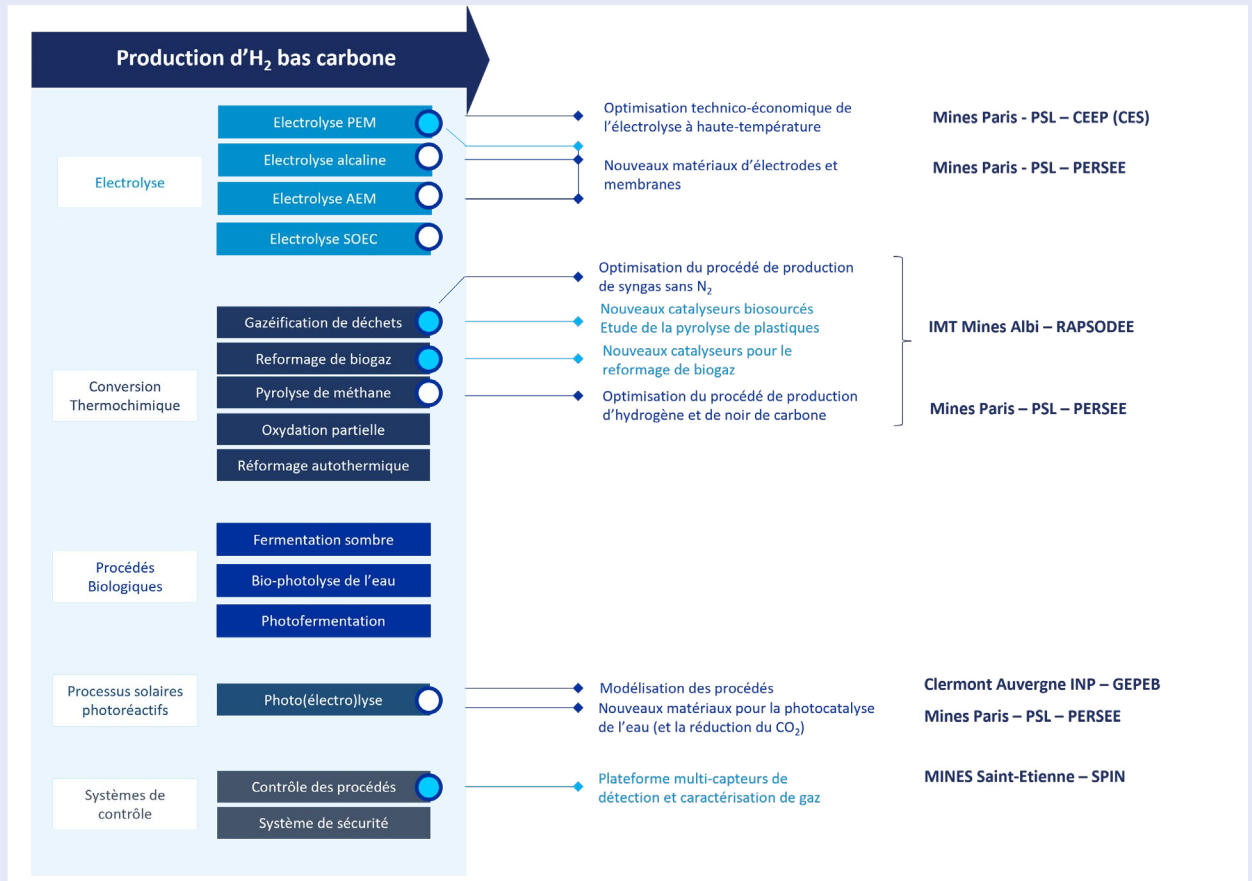 Production d'H₂ bas carbone
Electrolyse
Electrolyse PEM
Electrolyse alcaline
Electrolyse AEM
Electrolyse SOEC
Optimisation technico-économique de
l'électrolyse à haute-température
Mines Paris - PSL – CEEP (CES)
Nouveaux matériaux d'électrodes et
membranes
Mines Paris - PSL – PERSEE
Conversion
Thermochimique
Gazéification de déchets
Reformage de biogaz
Pyrolyse de méthane
Oxydation partielle
Réformage autothermique
Optimisation du procédé de production
de syngas sans N₂
Nouveaux catalyseurs biosourcés
Etude de la pyrolyse de plastiques
Nouveaux catalyseurs pour le
reformage de biogaz
Optimisation du procédé de production
d'hydrogène et de noir de carbone
IMT Mines Albi – RAPSODEE
Mines Paris – PSL – PERSEE
Procédés
Biologiques
Fermentation sombre
Bio-photolyse de l'eau
Photofermentation
Processus solaires
photoréactifs
Photo(électro)lyse
Modélisation des procédés
Nouveaux matériaux pour la photocatalyse
de l'eau (et la réduction du CO₂)
Clermont Auvergne INP – GEPEB
Mines Paris – PSL – PERSEE
Systèmes de
contrôle
Contrôle des procédés
Système de sécurité
Plateforme multi-capteurs de
détection et caractérisation de gaz
MINES Saint-Etienne – SPIN